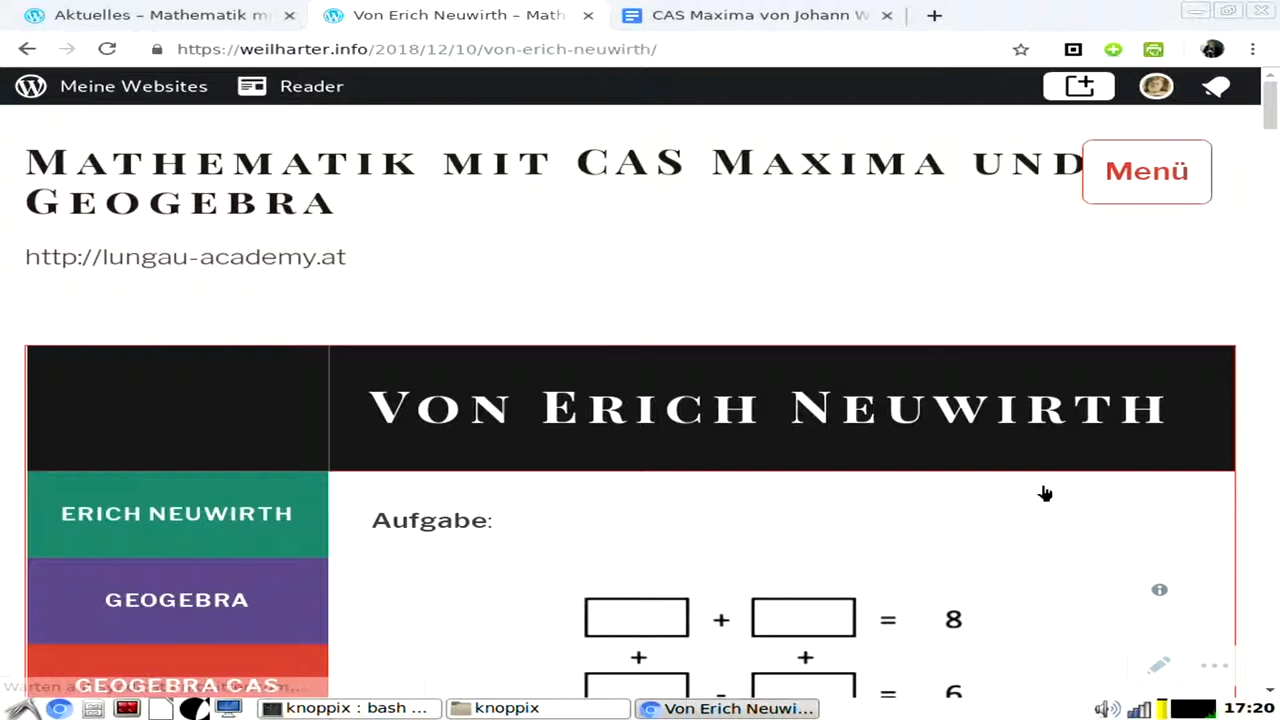 Aktuelles – Mathematik m
Von Erich Neuwirth – Math
CAS Maxima von Johann W
https://weilharter.info/2018/12/10/von-erich-neuwirth/
Meine Websites
Reader
MATHEMATIK MIT CAS MAXIMA UND
GEOGEBRA
Menü
http://lungau-academy.at
VON ERICH NEUWIRTH
ERICH NEUWIRTH
Aufgabe:
GEOGEBRA
+ = 8
+ +
- = 6
GEOGEBRA CAS
knoppix : bash ...
knoppix
Von Erich Neuwi...
17:20